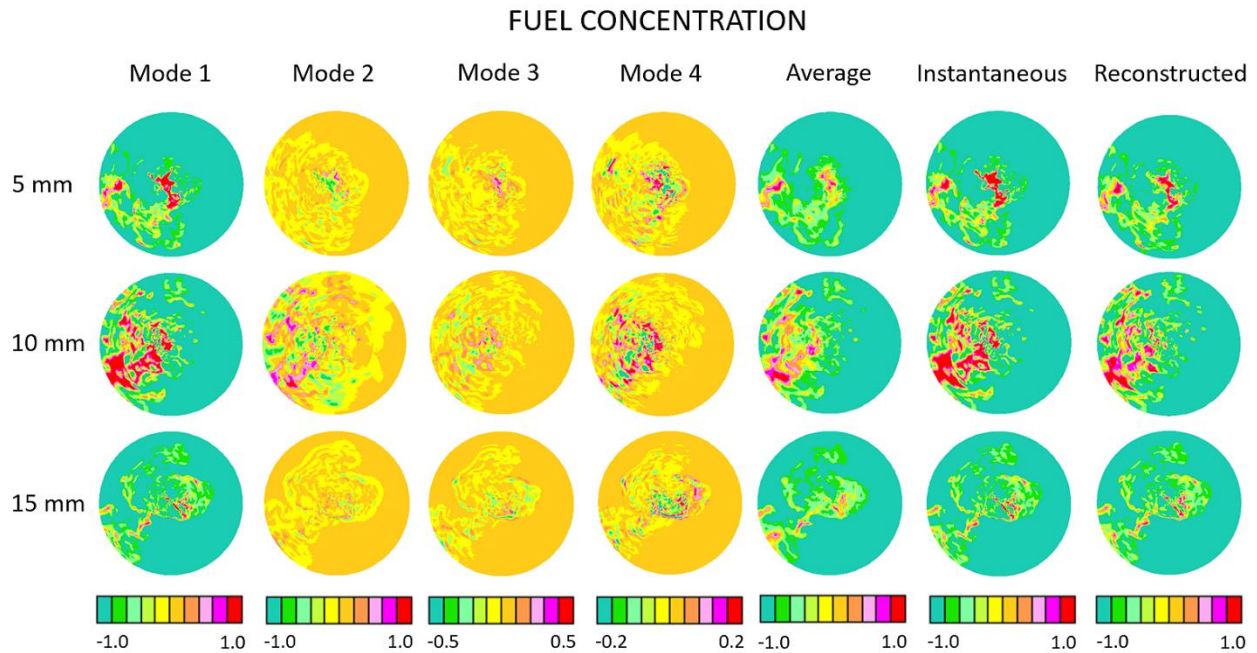 FUEL CONCENTRATION
Mode 1 Mode 2 Mode 3 Mode 4 Average Instantaneous Reconstructed
5 mm
10 mm
15 mm
-1.0 1.0 -1.0 1.0 -0.5 0.5 -0.2 0.2 -1.0 1.0 -1.0 1.0 -1.0 1.0